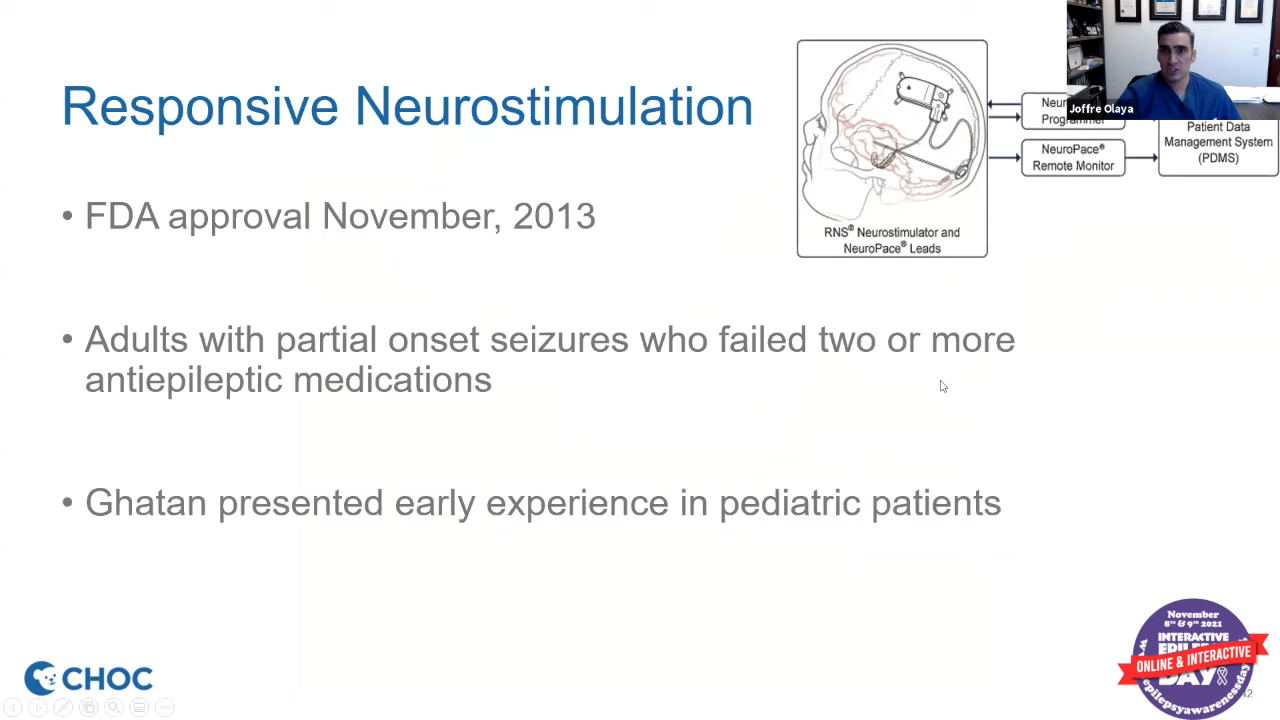 Responsive Neurostimulation
• FDA approval November, 2013
• Adults with partial onset seizures who failed two or more
antiepileptic medications
• Ghatan presented early experience in pediatric patients
RNS® Neurostimulator and
NeuroPace® Leads
Programmer
NeuroPace®
Remote Monitor
Patient Data
Management System
(PDMS)
Joffre Olaya
CHOC
November
8TH & 9TH 2021
INTERACTIVE
ONLINE & INTERACTIVE
DAY
epilepsyawarenessday